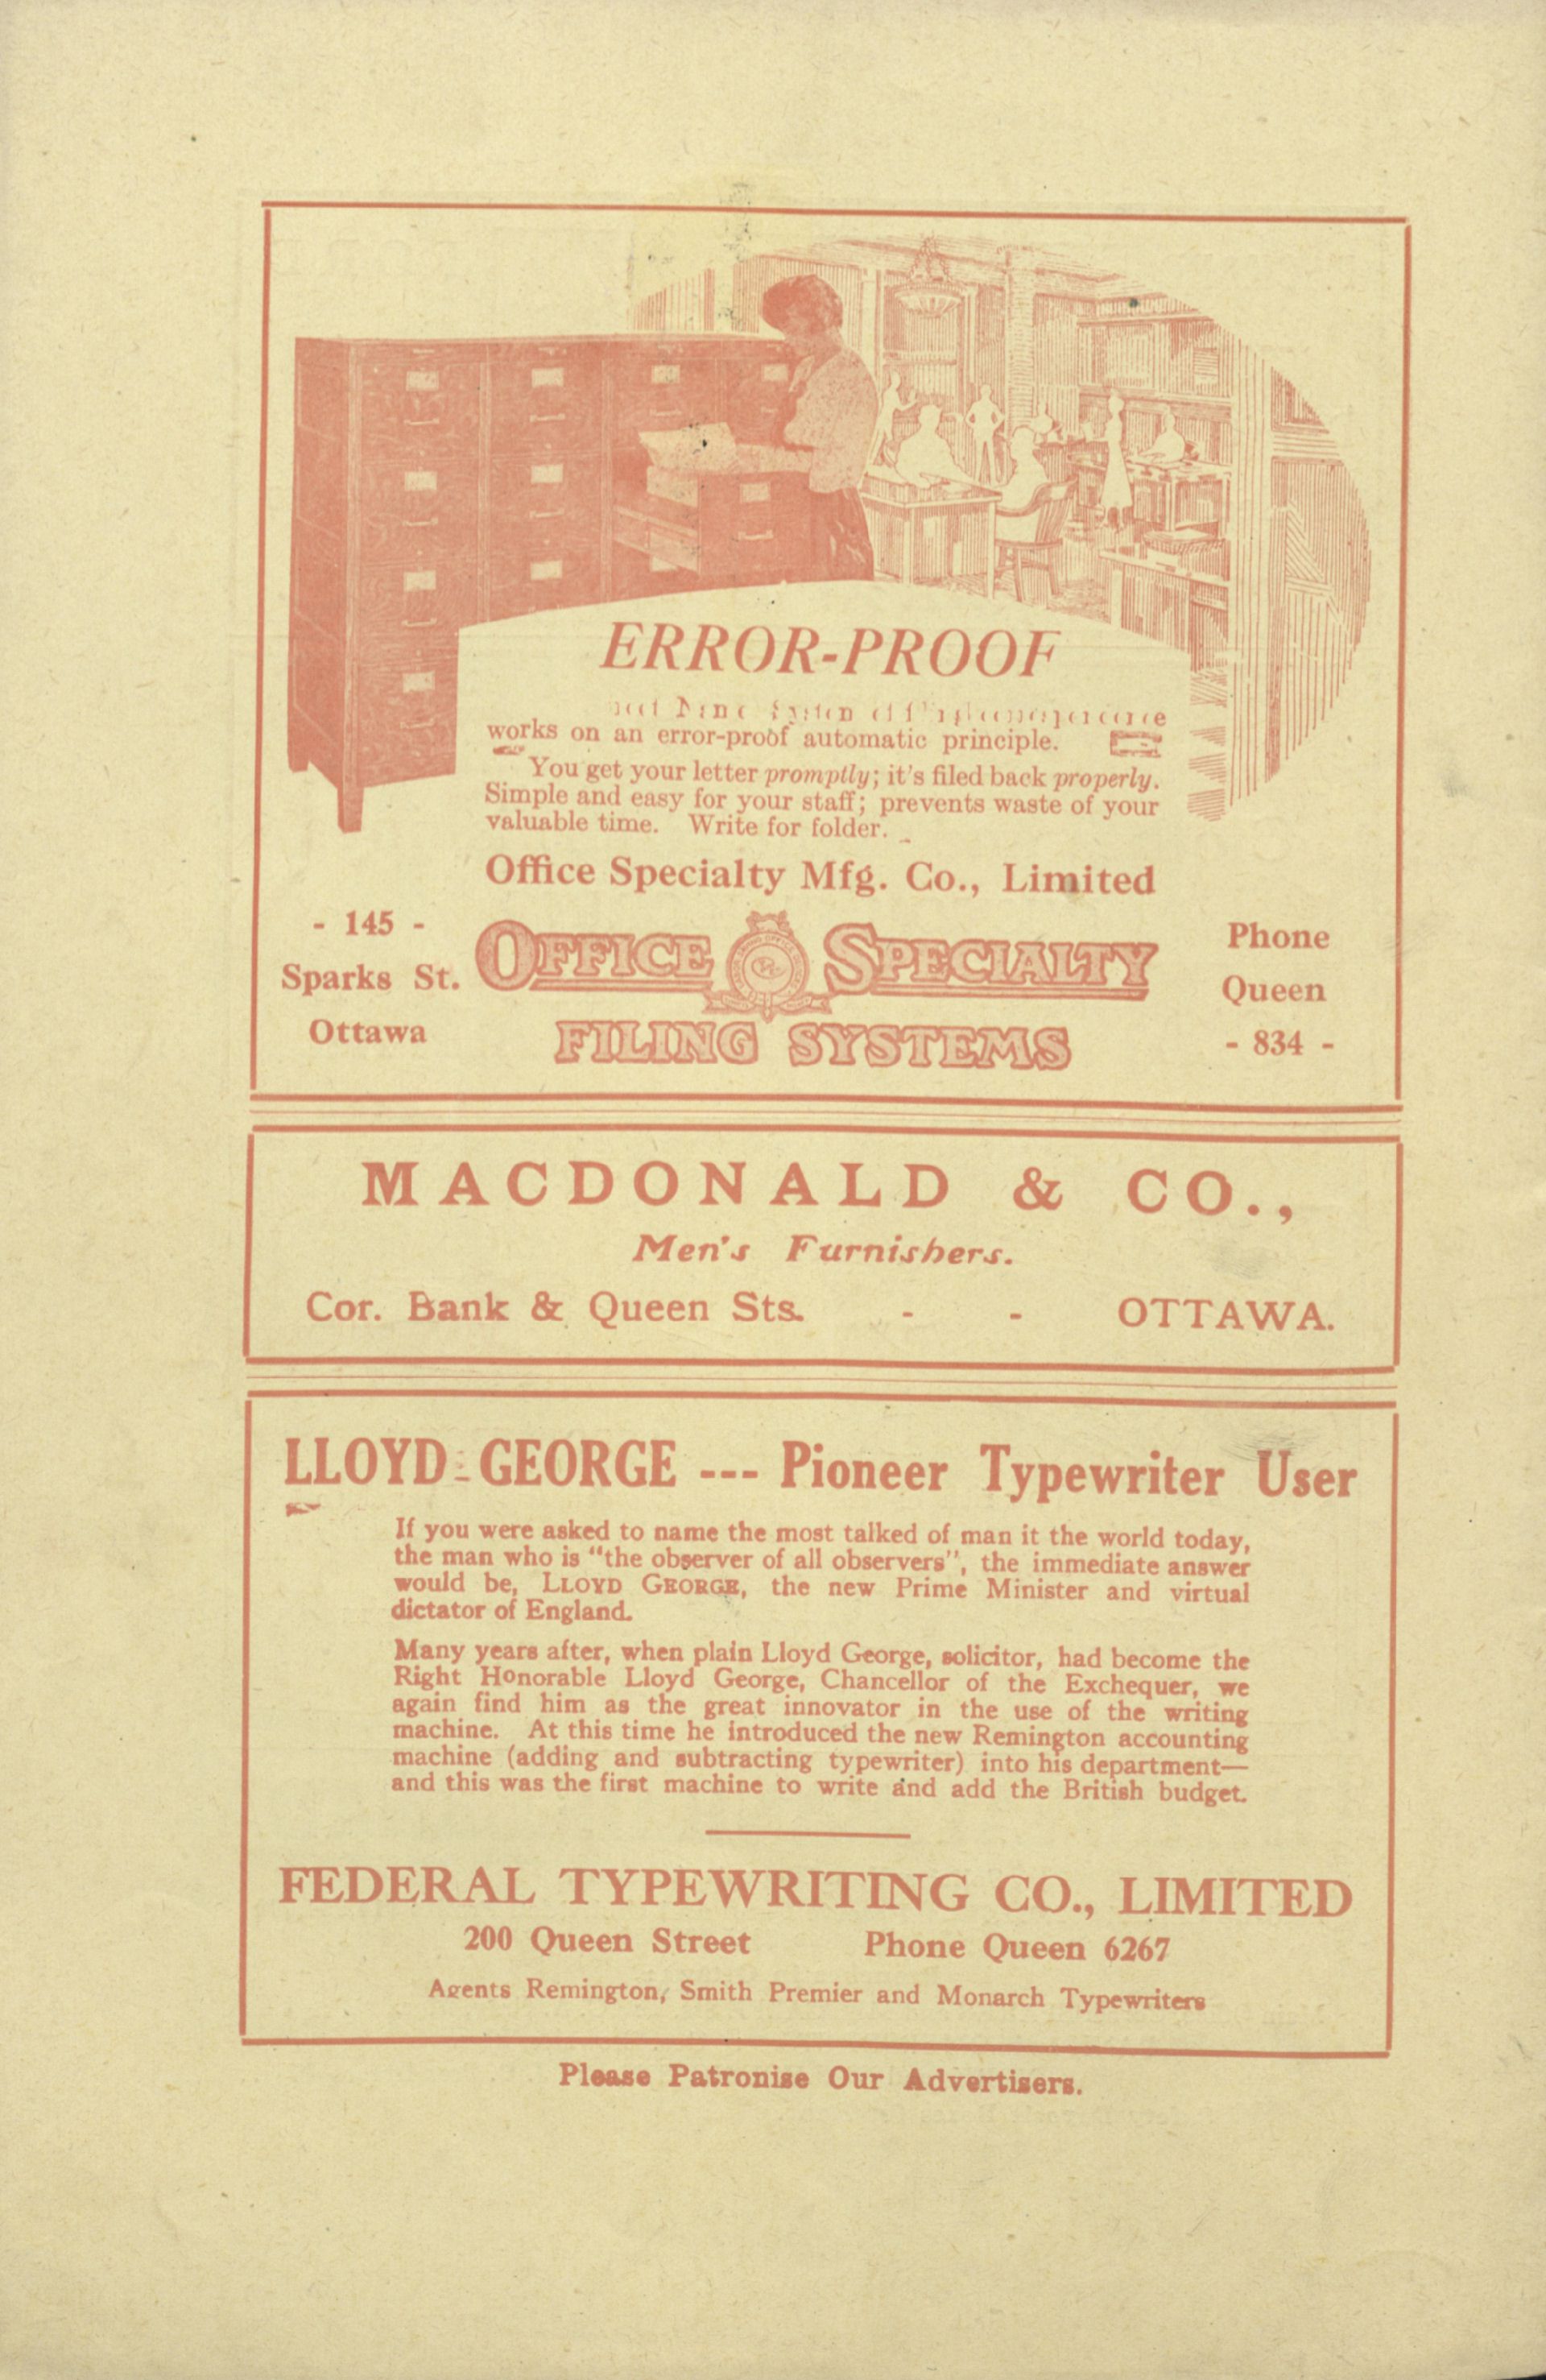 ERROR-PROOF
works on an error-proof automatic principle.
You get your letter promptly; it's filed back properly.
Simple and easy for your staff; prevents waste of your
valuable time. Write for folder.
Office Specialty Mfg. Co., Limited
- 145 -
Sparks St.
Ottawa
OFFICE SPECIALTY
FILING SYSTEMS
Phone
Queen
- 834 -
MACDONALD & CO.,
Men's Furnishers.
Cor. Bank & Queen Sts. - - OTTAWA.
LLOYD-GEORGE --- Pioneer Typewriter User
If you were asked to name the most talked of man it the world today,
the man who is "the observer of all observers", the immediate answer
would be, LLOYD GEORGE, the new Prime Minister and virtual
dictator of England.
Many years after, when plain Lloyd George, solicitor, had become the
Right Honorable Lloyd George, Chancellor of the Exchequer, we
again find him as the great innovator in the use of the writing
machine. At this time he introduced the new Remington accounting
machine (adding and subtracting typewriter) into his department—
and this was the first machine to write and add the British budget.
FEDERAL TYPEWRITING CO., LIMITED
200 Queen Street Phone Queen 6267
Agents Remington, Smith Premier and Monarch Typewriters
Please Patronise Our Advertisers.